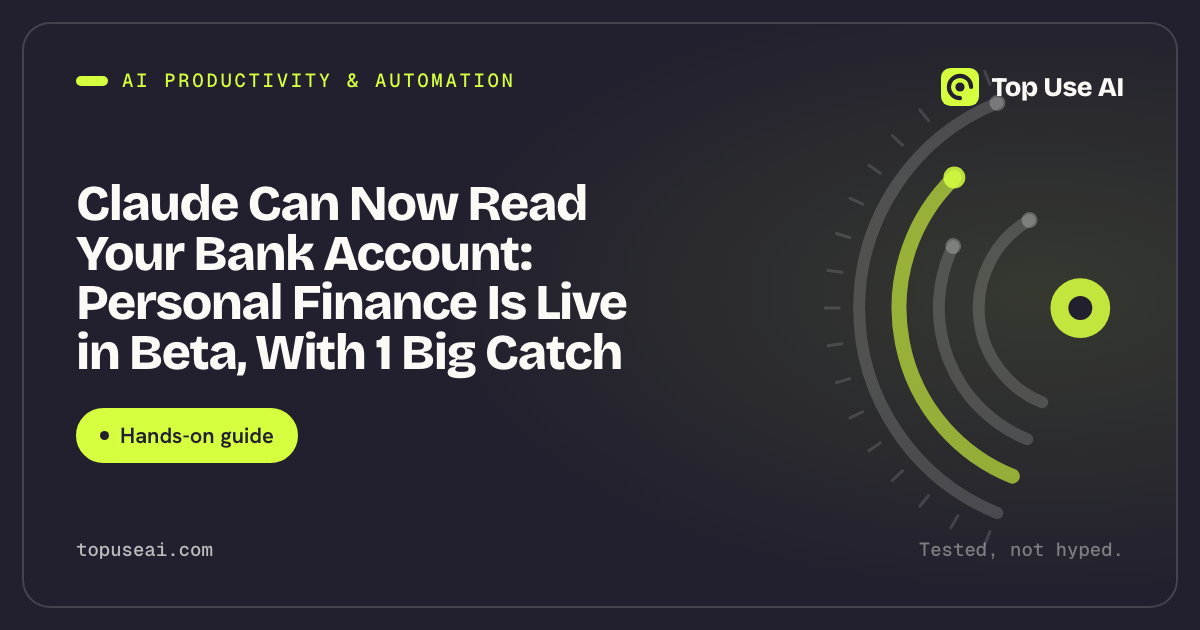 AI PRODUCTIVITY & AUTOMATION
Top Use AI
Claude Can Now Read
Your Bank Account:
Personal Finance Is Live
in Beta, With 1 Big Catch
Hands-on guide
topuseai.com
Tested, not hyped.